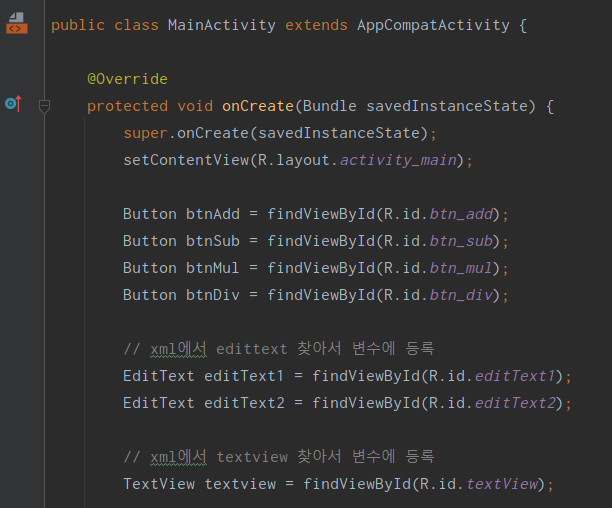 public class MainActivity extends AppCompatActivity {
@Override
protected void onCreate(Bundle savedInstanceState) {
super.onCreate(savedInstanceState);
setContentView(R.layout.activity_main);
Button btnAdd = findViewById(R.id.btn_add);
Button btnSub = findViewById(R.id.btn_sub);
Button btnMul = findViewById(R.id.btn_mul);
Button btnDiv = findViewById(R.id.btn_div);
// xml에서 edittext 찾아서 변수에 등록
EditText editText1 = findViewById(R.id.editText1);
EditText editText2 = findViewById(R.id.editText2);
// xml에서 textview 찾아서 변수에 등록
TextView textview = findViewById(R.id.textView);